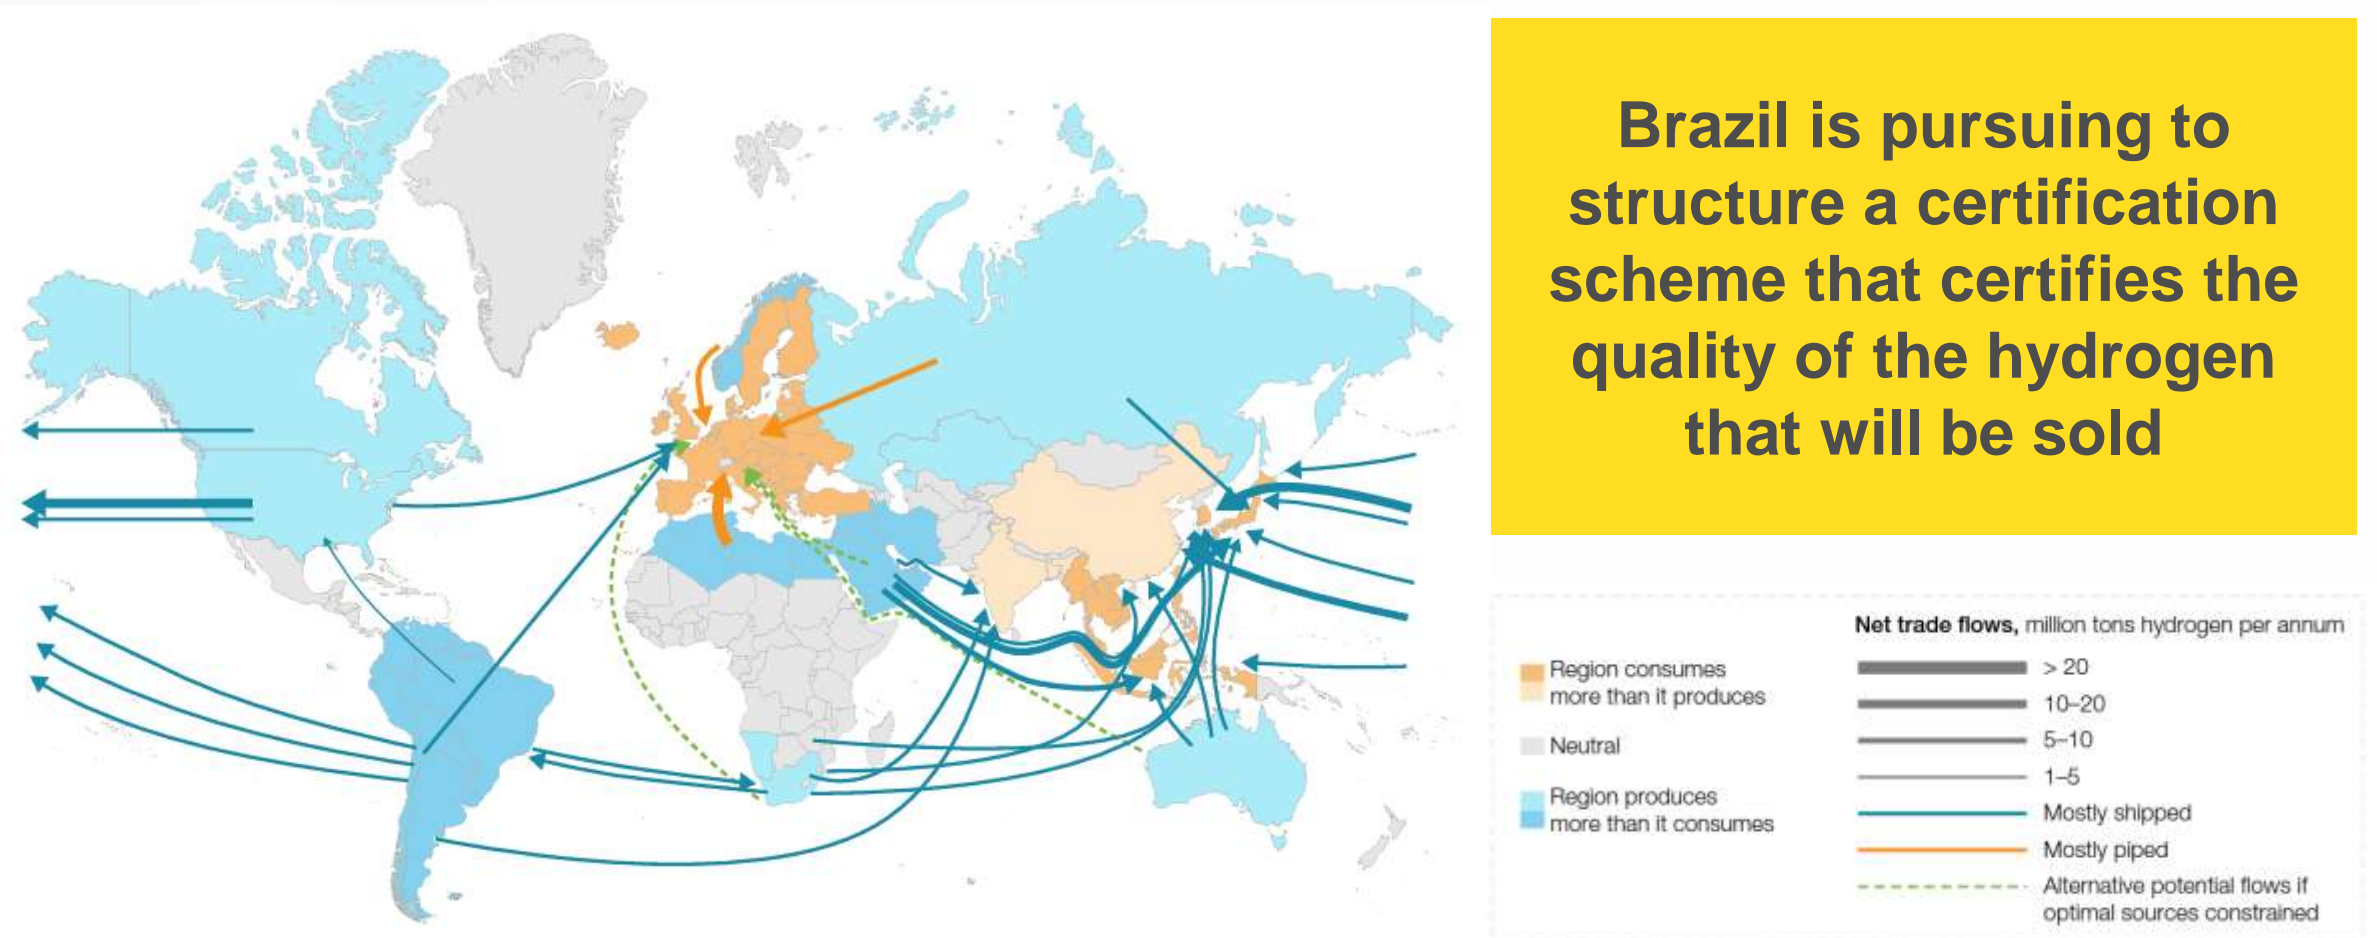 Brazil is pursuing to
structure a certification
scheme that certifies the
quality of the hydrogen
that will be sold
Region consumes
more than it produces
Neutral
Region produces
more than it consumes
Net trade flows, million tons hydrogen per annum
> 20
10–20
5–10
1–5
Mostly shipped
Mostly piped
Alternative potential flows if
optimal sources constrained